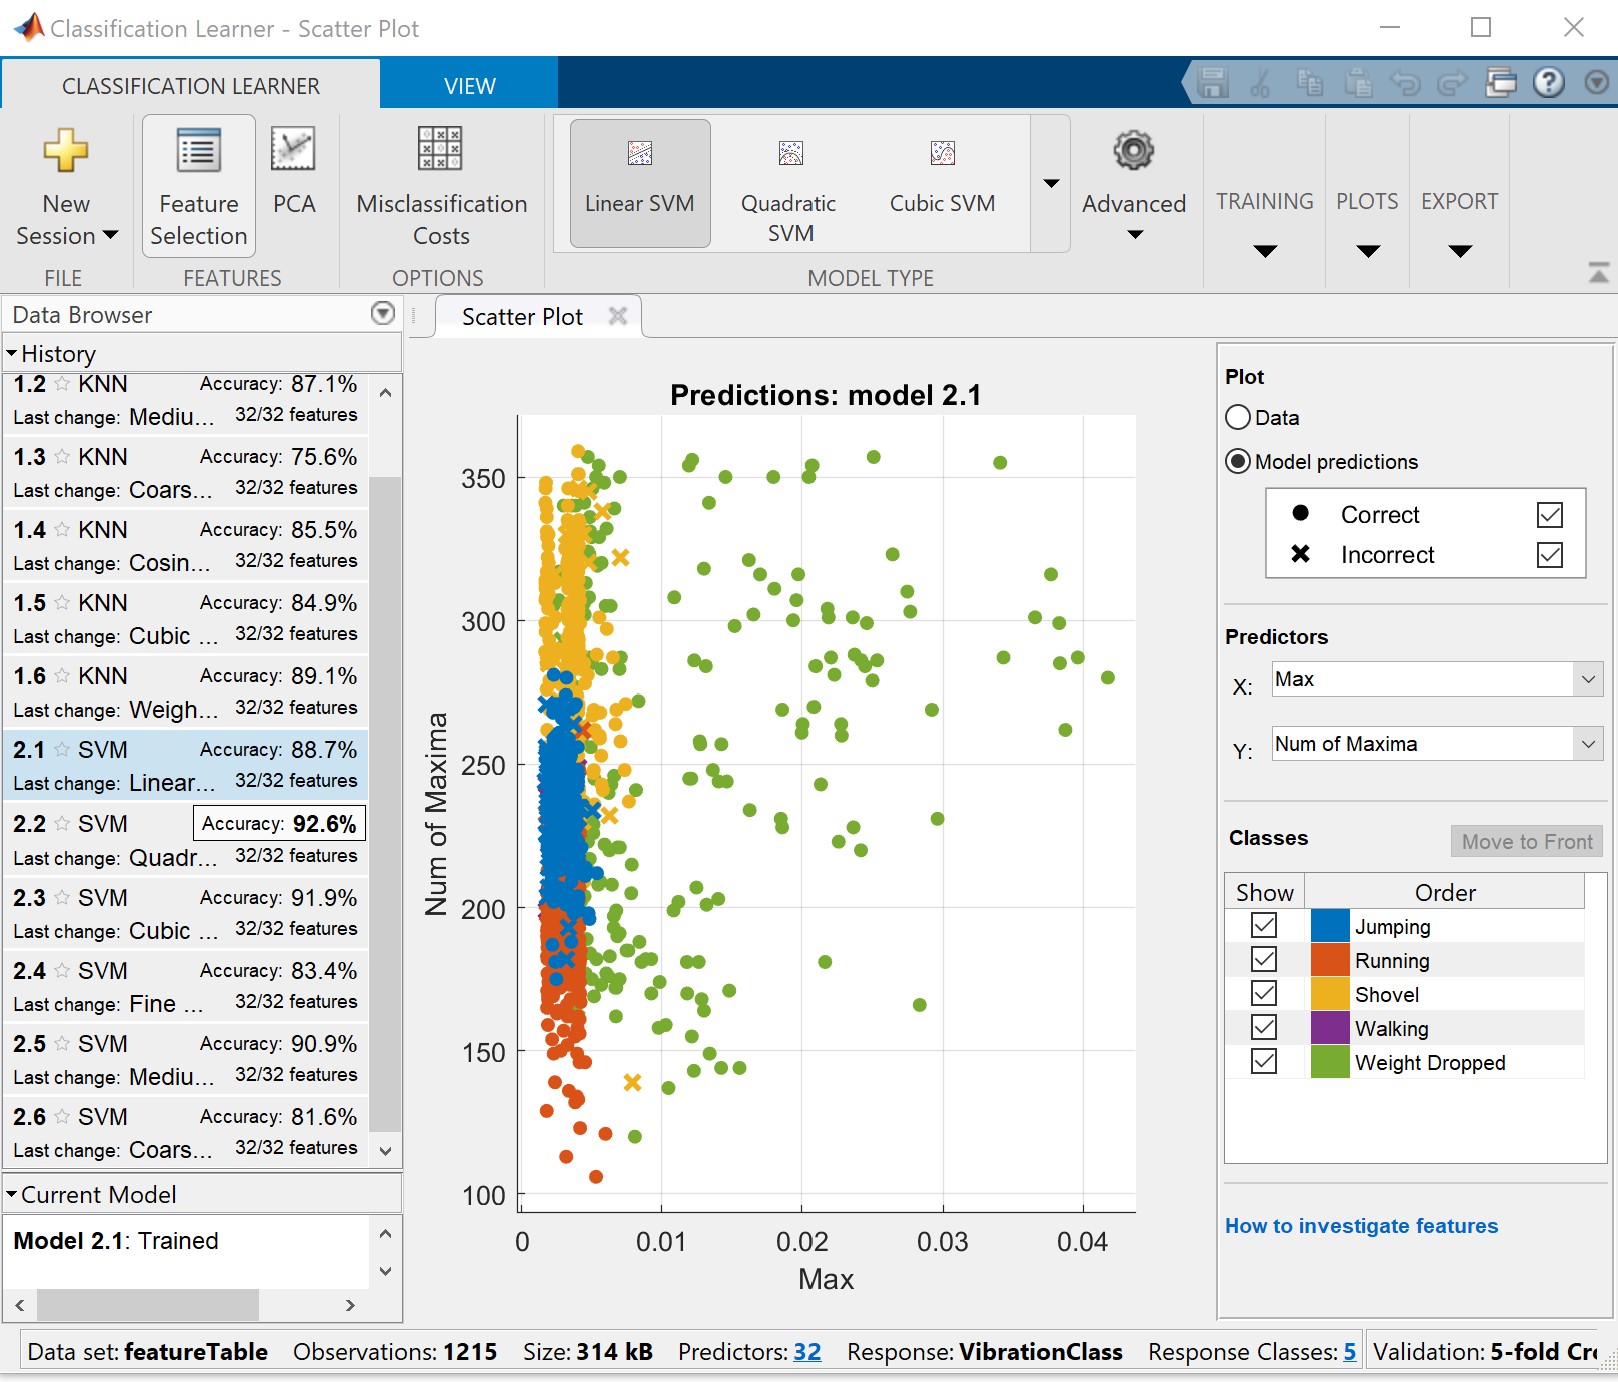 Classification Learner - Scatter Plot
CLASSIFICATION LEARNER
VIEW
New Session
Feature Selection
PCA
Misclassification Costs
Linear SVM
Quadratic SVM
Cubic SVM
Advanced
TRAINING
PLOTS
EXPORT
FILE
FEATURES
OPTIONS
MODEL TYPE
Data Browser
History
1.2 KNN Accuracy: 87.1%
Last change: Mediu... 32/32 features
1.3 KNN Accuracy: 75.6%
Last change: Coars... 32/32 features
1.4 KNN Accuracy: 85.5%
Last change: Cosin... 32/32 features
1.5 KNN Accuracy: 84.9%
Last change: Cubic ... 32/32 features
1.6 KNN Accuracy: 89.1%
Last change: Weigh... 32/32 features
2.1 SVM Accuracy: 88.7%
Last change: Linear... 32/32 features
2.2 SVM Accuracy: 92.6%
Last change: Quadr... 32/32 features
2.3 SVM Accuracy: 91.9%
Last change: Cubic ... 32/32 features
2.4 SVM Accuracy: 83.4%
Last change: Fine ... 32/32 features
2.5 SVM Accuracy: 90.9%
Last change: Mediu... 32/32 features
2.6 SVM Accuracy: 81.6%
Last change: Coars... 32/32 features
Current Model
Model 2.1: Trained
Scatter Plot
Predictions: model 2.1
Num of Maxima
350
300
250
200
150
100
0 0.01 0.02 0.03 0.04
Max
Plot
Data
Model predictions
Correct
Incorrect
Predictors
X: Max
Y: Num of Maxima
Classes
Move to Front
Show Order
Jumping
Running
Shovel
Walking
Weight Dropped
How to investigate features
Data set: featureTable Observations: 1215 Size: 314 kB Predictors: 32 Response: VibrationClass Response Classes: 5 Validation: 5-fold Cr